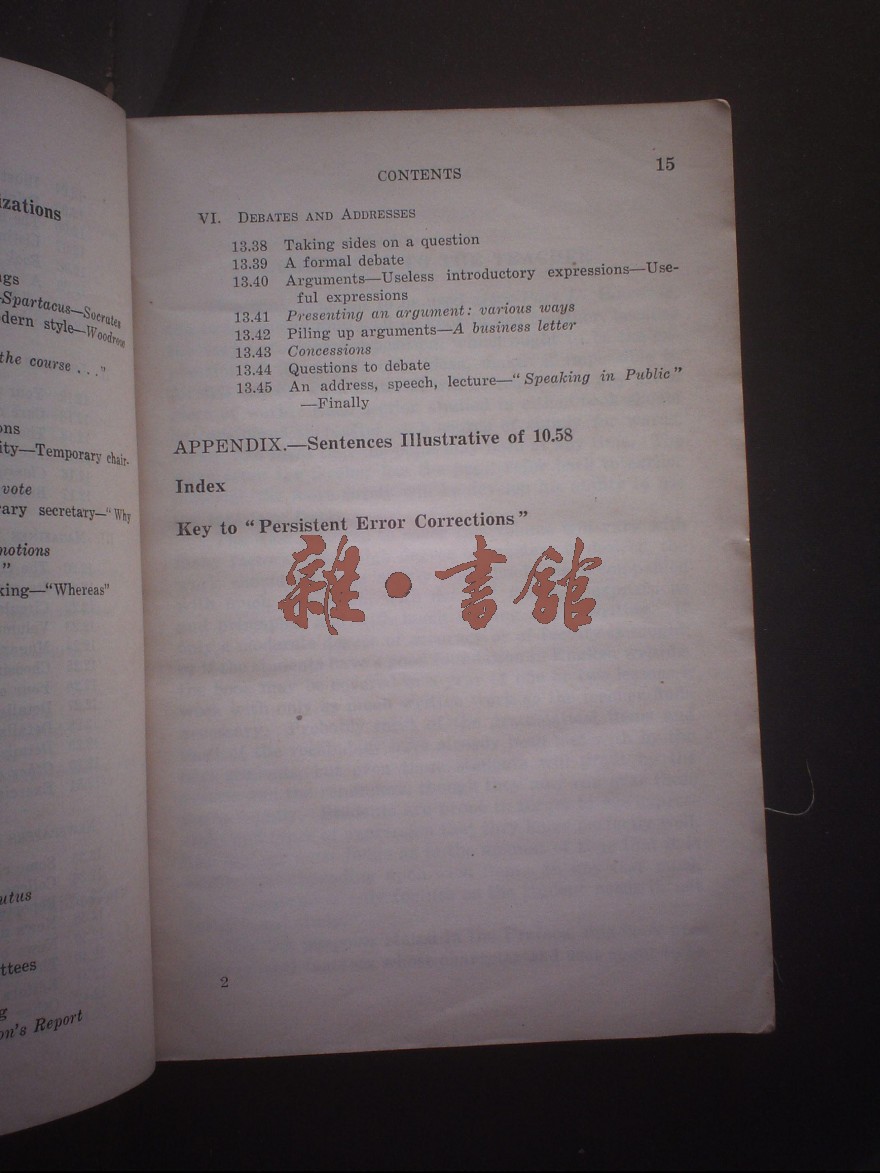 izations
Spartacus—Socrates
dern style—Woodrow
the course . . ."
ons
ity—Temporary chair-
vote
ary secretary—"Why
motions
"
king—"Whereas"
utus
ttees
on's Report
CONTENTS 15
VI. DEBATES AND ADDRESSES
13.38 Taking sides on a question
13.39 A formal debate
13.40 Arguments—Useless introductory expressions—Use-
ful expressions
13.41 Presenting an argument: various ways
13.42 Piling up arguments—A business letter
13.43 Concessions
13.44 Questions to debate
13.45 An address, speech, lecture—"Speaking in Public"
—Finally
APPENDIX.—Sentences Illustrative of 10.58
Index
Key to "Persistent Error Corrections"
雜●書館
2